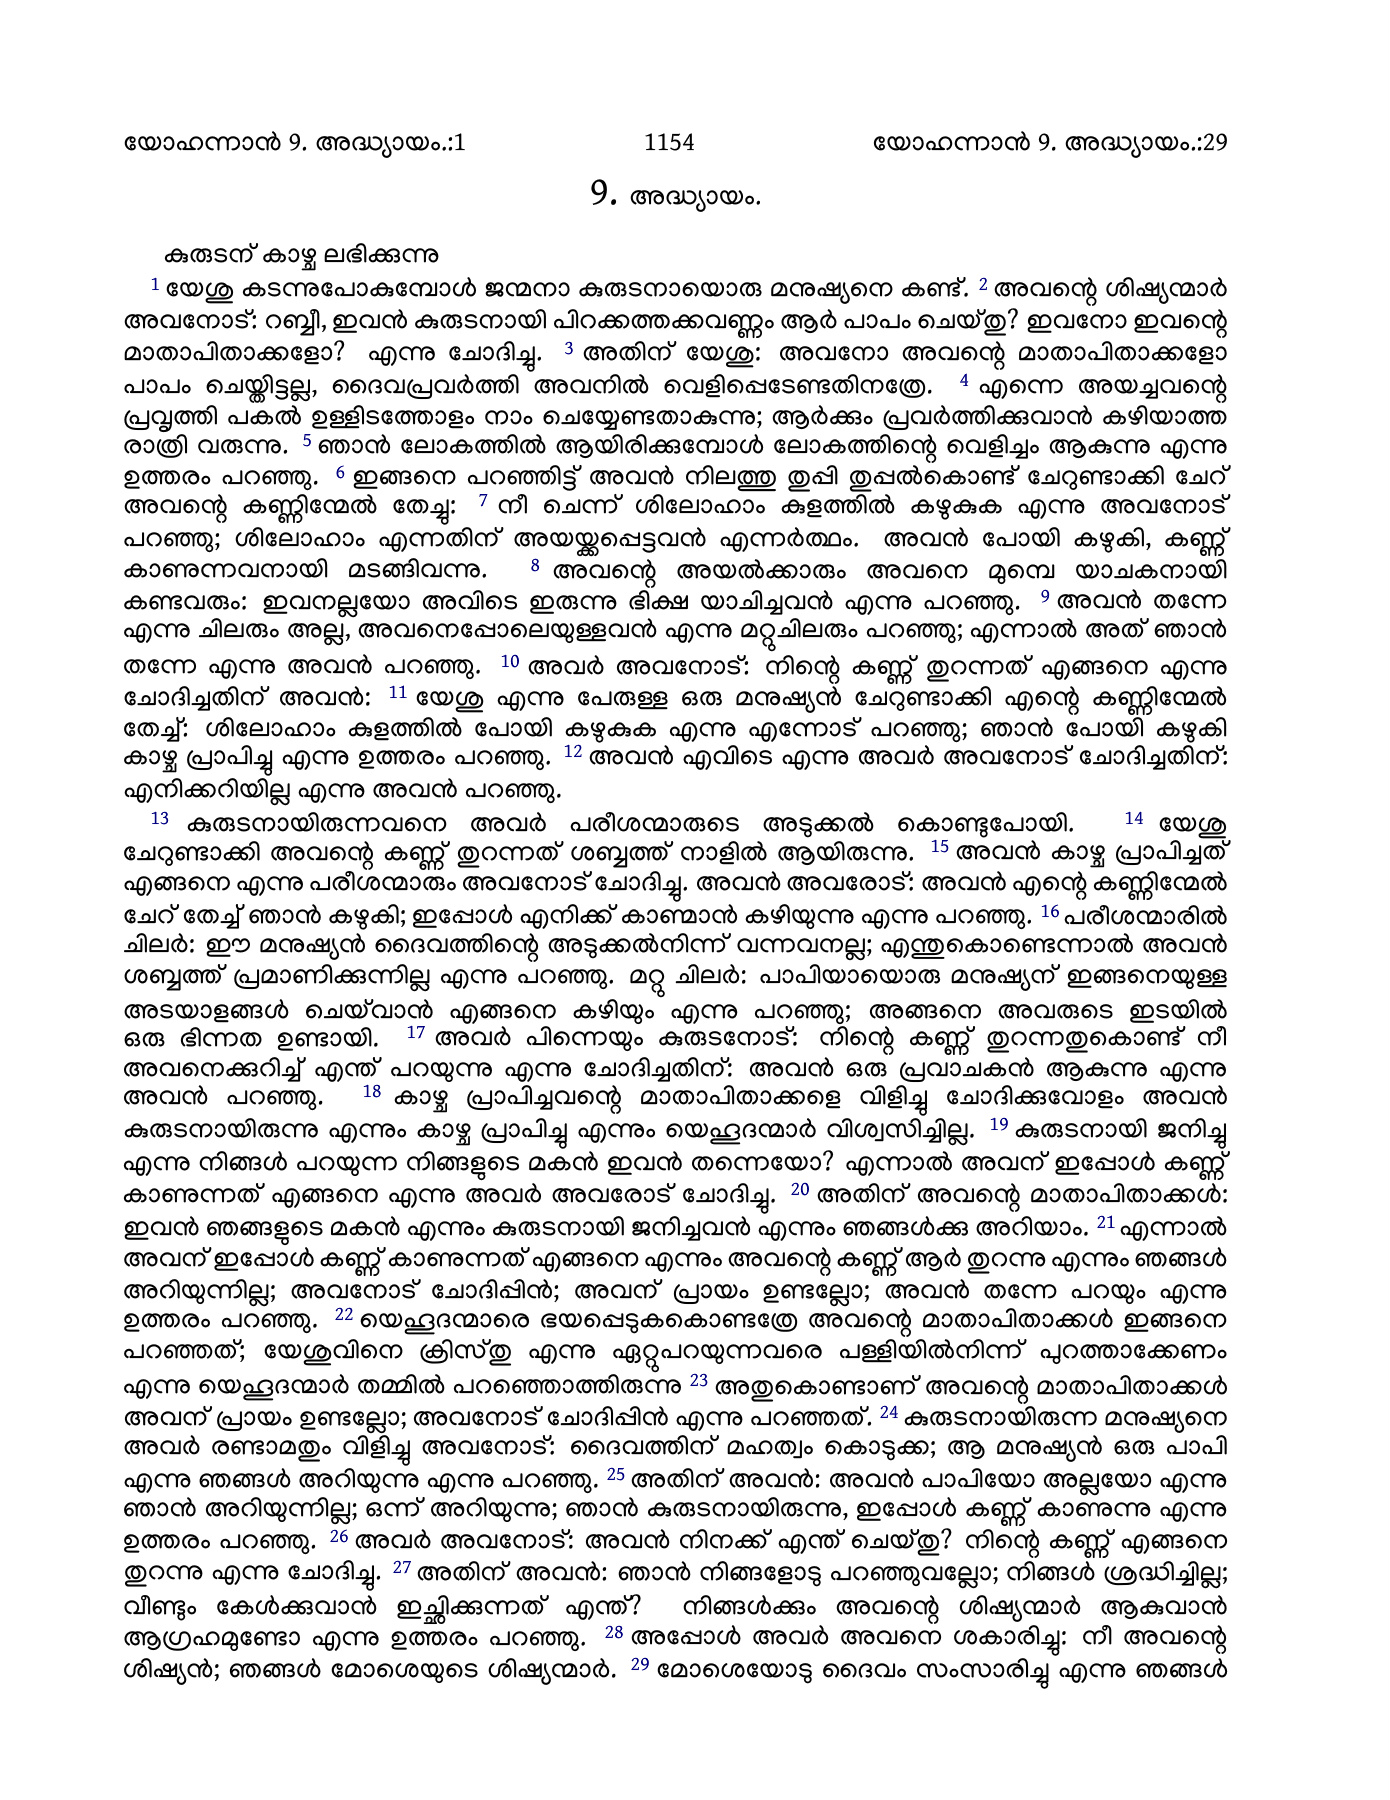 യോഹന്നാൻ 9. അദ്ധ്യായം.:1 1154 യോഹന്നാൻ 9. അദ്ധ്യായം.:29
9. അദ്ധ്യായം.
കുരുടന് കാഴ്ച ലഭിക്കുന്നു
1 യേശു കടന്നുപോകുമ്പോൾ ജന്മനാ കുരുടനായൊരു മനുഷ്യനെ കണ്ട്. 2 അവന്റെ ശിഷ്യന്മാർ
അവനോട്: റബ്ബീ, ഇവൻ കുരുടനായി പിറക്കത്തക്കവണ്ണം ആർ പാപം ചെയ്തു? ഇവനോ ഇവന്റെ
മാതാപിതാക്കളോ? എന്നു ചോദിച്ചു. 3 അതിന് യേശു: അവനോ അവന്റെ മാതാപിതാക്കളോ
പാപം ചെയ്തിട്ടല്ല, ദൈവപ്രവർത്തി അവനിൽ വെളിപ്പെടേണ്ടതിനത്രേ. 4 എന്നെ അയച്ചവന്റെ
പ്രവൃത്തി പകൽ ഉള്ളിടത്തോളം നാം ചെയ്യേണ്ടതാകുന്നു; ആർക്കും പ്രവർത്തിക്കുവാൻ കഴിയാത്ത
രാത്രി വരുന്നു. 5 ഞാൻ ലോകത്തിൽ ആയിരിക്കുമ്പോൾ ലോകത്തിന്റെ വെളിച്ചം ആകുന്നു എന്നു
ഉത്തരം പറഞ്ഞു. 6 ഇങ്ങനെ പറഞ്ഞിട്ട് അവൻ നിലത്തു തുപ്പി തുപ്പൽകൊണ്ട് ചേറുണ്ടാക്കി ചേറ്
അവന്റെ കണ്ണിന്മേൽ തേച്ചു: 7 നീ ചെന്ന് ശിലോഹാം കുളത്തിൽ കഴുകുക എന്നു അവനോട്
പറഞ്ഞു; ശിലോഹാം എന്നതിന് അയയ്ക്കപ്പെട്ടവൻ എന്നർത്ഥം. അവൻ പോയി കഴുകി, കണ്ണ്
കാണുന്നവനായി മടങ്ങിവന്നു. 8 അവന്റെ അയൽക്കാരും അവനെ മുമ്പെ യാചകനായി
കണ്ടവരും: ഇവനല്ലയോ അവിടെ ഇരുന്നു ഭിക്ഷ യാചിച്ചവൻ എന്നു പറഞ്ഞു. 9 അവൻ തന്നേ
എന്നു ചിലരും അല്ല, അവനെപ്പോലെയുള്ളവൻ എന്നു മറ്റുചിലരും പറഞ്ഞു; എന്നാൽ അത് ഞാൻ
തന്നേ എന്നു അവൻ പറഞ്ഞു. 10 അവർ അവനോട്: നിന്റെ കണ്ണ് തുറന്നത് എങ്ങനെ എന്നു
ചോദിച്ചതിന് അവൻ: 11 യേശു എന്നു പേരുള്ള ഒരു മനുഷ്യൻ ചേറുണ്ടാക്കി എന്റെ കണ്ണിന്മേൽ
തേച്ച്: ശിലോഹാം കുളത്തിൽ പോയി കഴുകുക എന്നു എന്നോട് പറഞ്ഞു; ഞാൻ പോയി കഴുകി
കാഴ്ച പ്രാപിച്ചു എന്നു ഉത്തരം പറഞ്ഞു. 12 അവൻ എവിടെ എന്നു അവർ അവനോട് ചോദിച്ചതിന്:
എനിക്കറിയില്ല എന്നു അവൻ പറഞ്ഞു.
13 കുരുടനായിരുന്നവനെ അവർ പരീശന്മാരുടെ അടുക്കൽ കൊണ്ടുപോയി. 14 യേശു
ചേറുണ്ടാക്കി അവന്റെ കണ്ണ് തുറന്നത് ശബ്ബത്ത് നാളിൽ ആയിരുന്നു. 15 അവൻ കാഴ്ച പ്രാപിച്ചത്
എങ്ങനെ എന്നു പരീശന്മാരും അവനോട് ചോദിച്ചു. അവൻ അവരോട്: അവൻ എന്റെ കണ്ണിന്മേൽ
ചേറ് തേച്ച് ഞാൻ കഴുകി; ഇപ്പോൾ എനിക്ക് കാണ്മാൻ കഴിയുന്നു എന്നു പറഞ്ഞു. 16 പരീശന്മാരിൽ
ചിലർ: ഈ മനുഷ്യൻ ദൈവത്തിന്റെ അടുക്കൽനിന്ന് വന്നവനല്ല; എന്തുകൊണ്ടെന്നാൽ അവൻ
ശബ്ബത്ത് പ്രമാണിക്കുന്നില്ല എന്നു പറഞ്ഞു. മറ്റു ചിലർ: പാപിയായൊരു മനുഷ്യന് ഇങ്ങനെയുള്ള
അടയാളങ്ങൾ ചെയ്‌വാൻ എങ്ങനെ കഴിയും എന്നു പറഞ്ഞു; അങ്ങനെ അവരുടെ ഇടയിൽ
ഒരു ഭിന്നത ഉണ്ടായി. 17 അവർ പിന്നെയും കുരുടനോട്: നിന്റെ കണ്ണ് തുറന്നതുകൊണ്ട് നീ
അവനെക്കുറിച്ച് എന്ത് പറയുന്നു എന്നു ചോദിച്ചതിന്: അവൻ ഒരു പ്രവാചകൻ ആകുന്നു എന്നു
അവൻ പറഞ്ഞു. 18 കാഴ്ച പ്രാപിച്ചവന്റെ മാതാപിതാക്കളെ വിളിച്ചു ചോദിക്കുവോളം അവൻ
കുരുടനായിരുന്നു എന്നും കാഴ്ച പ്രാപിച്ചു എന്നും യെഹൂദന്മാർ വിശ്വസിച്ചില്ല. 19 കുരുടനായി ജനിച്ചു
എന്നു നിങ്ങൾ പറയുന്ന നിങ്ങളുടെ മകൻ ഇവൻ തന്നെയോ? എന്നാൽ അവന് ഇപ്പോൾ കണ്ണ്
കാണുന്നത് എങ്ങനെ എന്നു അവർ അവരോട് ചോദിച്ചു. 20 അതിന് അവന്റെ മാതാപിതാക്കൾ:
ഇവൻ ഞങ്ങളുടെ മകൻ എന്നും കുരുടനായി ജനിച്ചവൻ എന്നും ഞങ്ങൾക്കു അറിയാം. 21 എന്നാൽ
അവന് ഇപ്പോൾ കണ്ണ് കാണുന്നത് എങ്ങനെ എന്നും അവന്റെ കണ്ണ് ആർ തുറന്നു എന്നും ഞങ്ങൾ
അറിയുന്നില്ല; അവനോട് ചോദിപ്പിൻ; അവന് പ്രായം ഉണ്ടല്ലോ; അവൻ തന്നേ പറയും എന്നു
ഉത്തരം പറഞ്ഞു. 22 യെഹൂദന്മാരെ ഭയപ്പെടുകകൊണ്ടത്രേ അവന്റെ മാതാപിതാക്കൾ ഇങ്ങനെ
പറഞ്ഞത്; യേശുവിനെ ക്രിസ്തു എന്നു ഏറ്റുപറയുന്നവരെ പള്ളിയിൽനിന്ന് പുറത്താക്കേണം
എന്നു യെഹൂദന്മാർ തമ്മിൽ പറഞ്ഞൊത്തിരുന്നു 23 അതുകൊണ്ടാണ് അവന്റെ മാതാപിതാക്കൾ
അവന് പ്രായം ഉണ്ടല്ലോ; അവനോട് ചോദിപ്പിൻ എന്നു പറഞ്ഞത്. 24 കുരുടനായിരുന്ന മനുഷ്യനെ
അവർ രണ്ടാമതും വിളിച്ചു അവനോട്: ദൈവത്തിന് മഹത്വം കൊടുക്ക; ആ മനുഷ്യൻ ഒരു പാപി
എന്നു ഞങ്ങൾ അറിയുന്നു എന്നു പറഞ്ഞു. 25 അതിന് അവൻ: അവൻ പാപിയോ അല്ലയോ എന്നു
ഞാൻ അറിയുന്നില്ല; ഒന്ന് അറിയുന്നു; ഞാൻ കുരുടനായിരുന്നു, ഇപ്പോൾ കണ്ണ് കാണുന്നു എന്നു
ഉത്തരം പറഞ്ഞു. 26 അവർ അവനോട്: അവൻ നിനക്ക് എന്ത് ചെയ്തു? നിന്റെ കണ്ണ് എങ്ങനെ
തുറന്നു എന്നു ചോദിച്ചു. 27 അതിന് അവൻ: ഞാൻ നിങ്ങളോടു പറഞ്ഞുവല്ലോ; നിങ്ങൾ ശ്രദ്ധിച്ചില്ല;
വീണ്ടും കേൾക്കുവാൻ ഇച്ഛിക്കുന്നത് എന്ത്? നിങ്ങൾക്കും അവന്റെ ശിഷ്യന്മാർ ആകുവാൻ
ആഗ്രഹമുണ്ടോ എന്നു ഉത്തരം പറഞ്ഞു. 28 അപ്പോൾ അവർ അവനെ ശകാരിച്ചു: നീ അവന്റെ
ശിഷ്യൻ; ഞങ്ങൾ മോശെയുടെ ശിഷ്യന്മാർ. 29 മോശെയോടു ദൈവം സംസാരിച്ചു എന്നു ഞങ്ങൾ